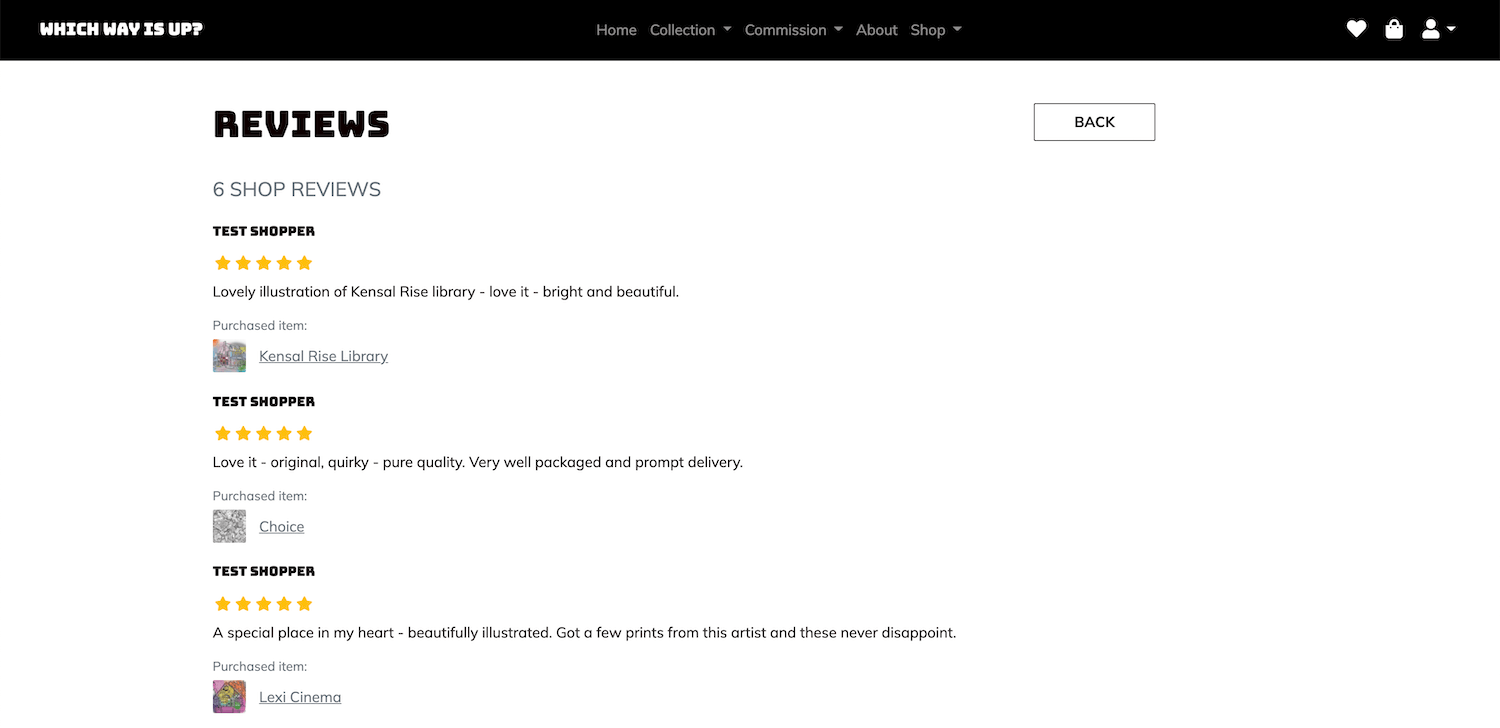 WHICH WAY IS UP?
Home Collection Commission About Shop
REVIEWS
BACK
6 SHOP REVIEWS
TEST SHOPPER
Lovely illustration of Kensal Rise library - love it - bright and beautiful.
Purchased item:
Kensal Rise Library
TEST SHOPPER
Love it - original, quirky - pure quality. Very well packaged and prompt delivery.
Purchased item:
Choice
TEST SHOPPER
A special place in my heart - beautifully illustrated. Got a few prints from this artist and these never disappoint.
Purchased item:
Lexi Cinema